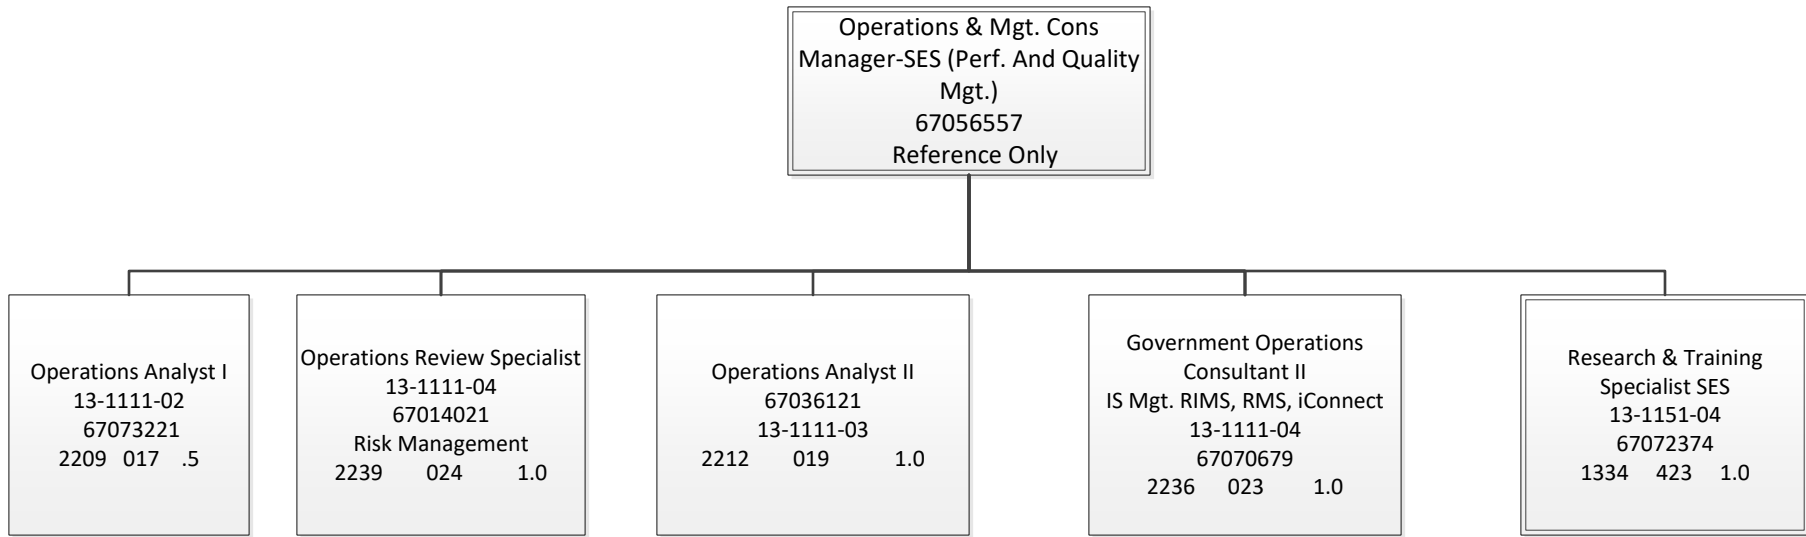 Operations & Mgt. Cons
Manager-SES (Perf. And Quality
Mgt.)
67056557
Reference Only
Operations Analyst I
13-1111-02
67073221
2209 017 .5
Operations Review Specialist
13-1111-04
67014021
Risk Management
2239 024 1.0
Operations Analyst II
67036121
13-1111-03
2212 019 1.0
Government Operations
Consultant II
IS Mgt. RIMS, RMS, iConnect
13-1111-04
67070679
2236 023 1.0
Research & Training
Specialist SES
13-1151-04
67072374
1334 423 1.0